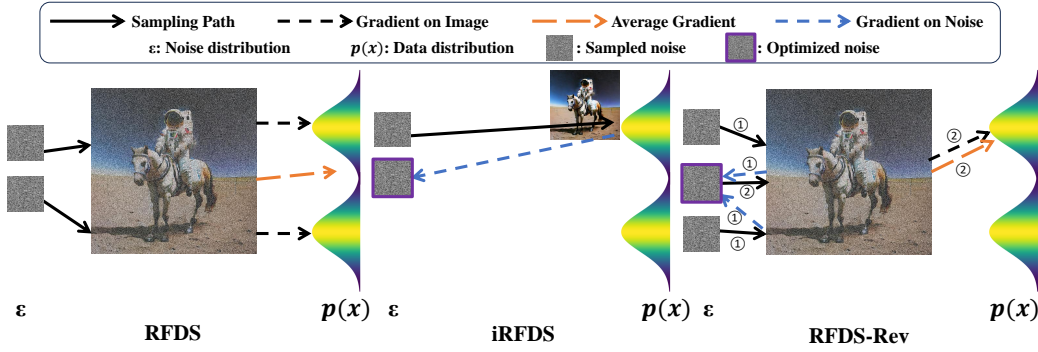 Sampling Path Gradient on Image Average Gradient Gradient on Noise
ε: Noise distribution p(x): Data distribution : Sampled noise : Optimized noise
① ① ② ① ① ② ②
ε p(x) ε p(x) ε p(x)
RFDS iRFDS RFDS-Rev